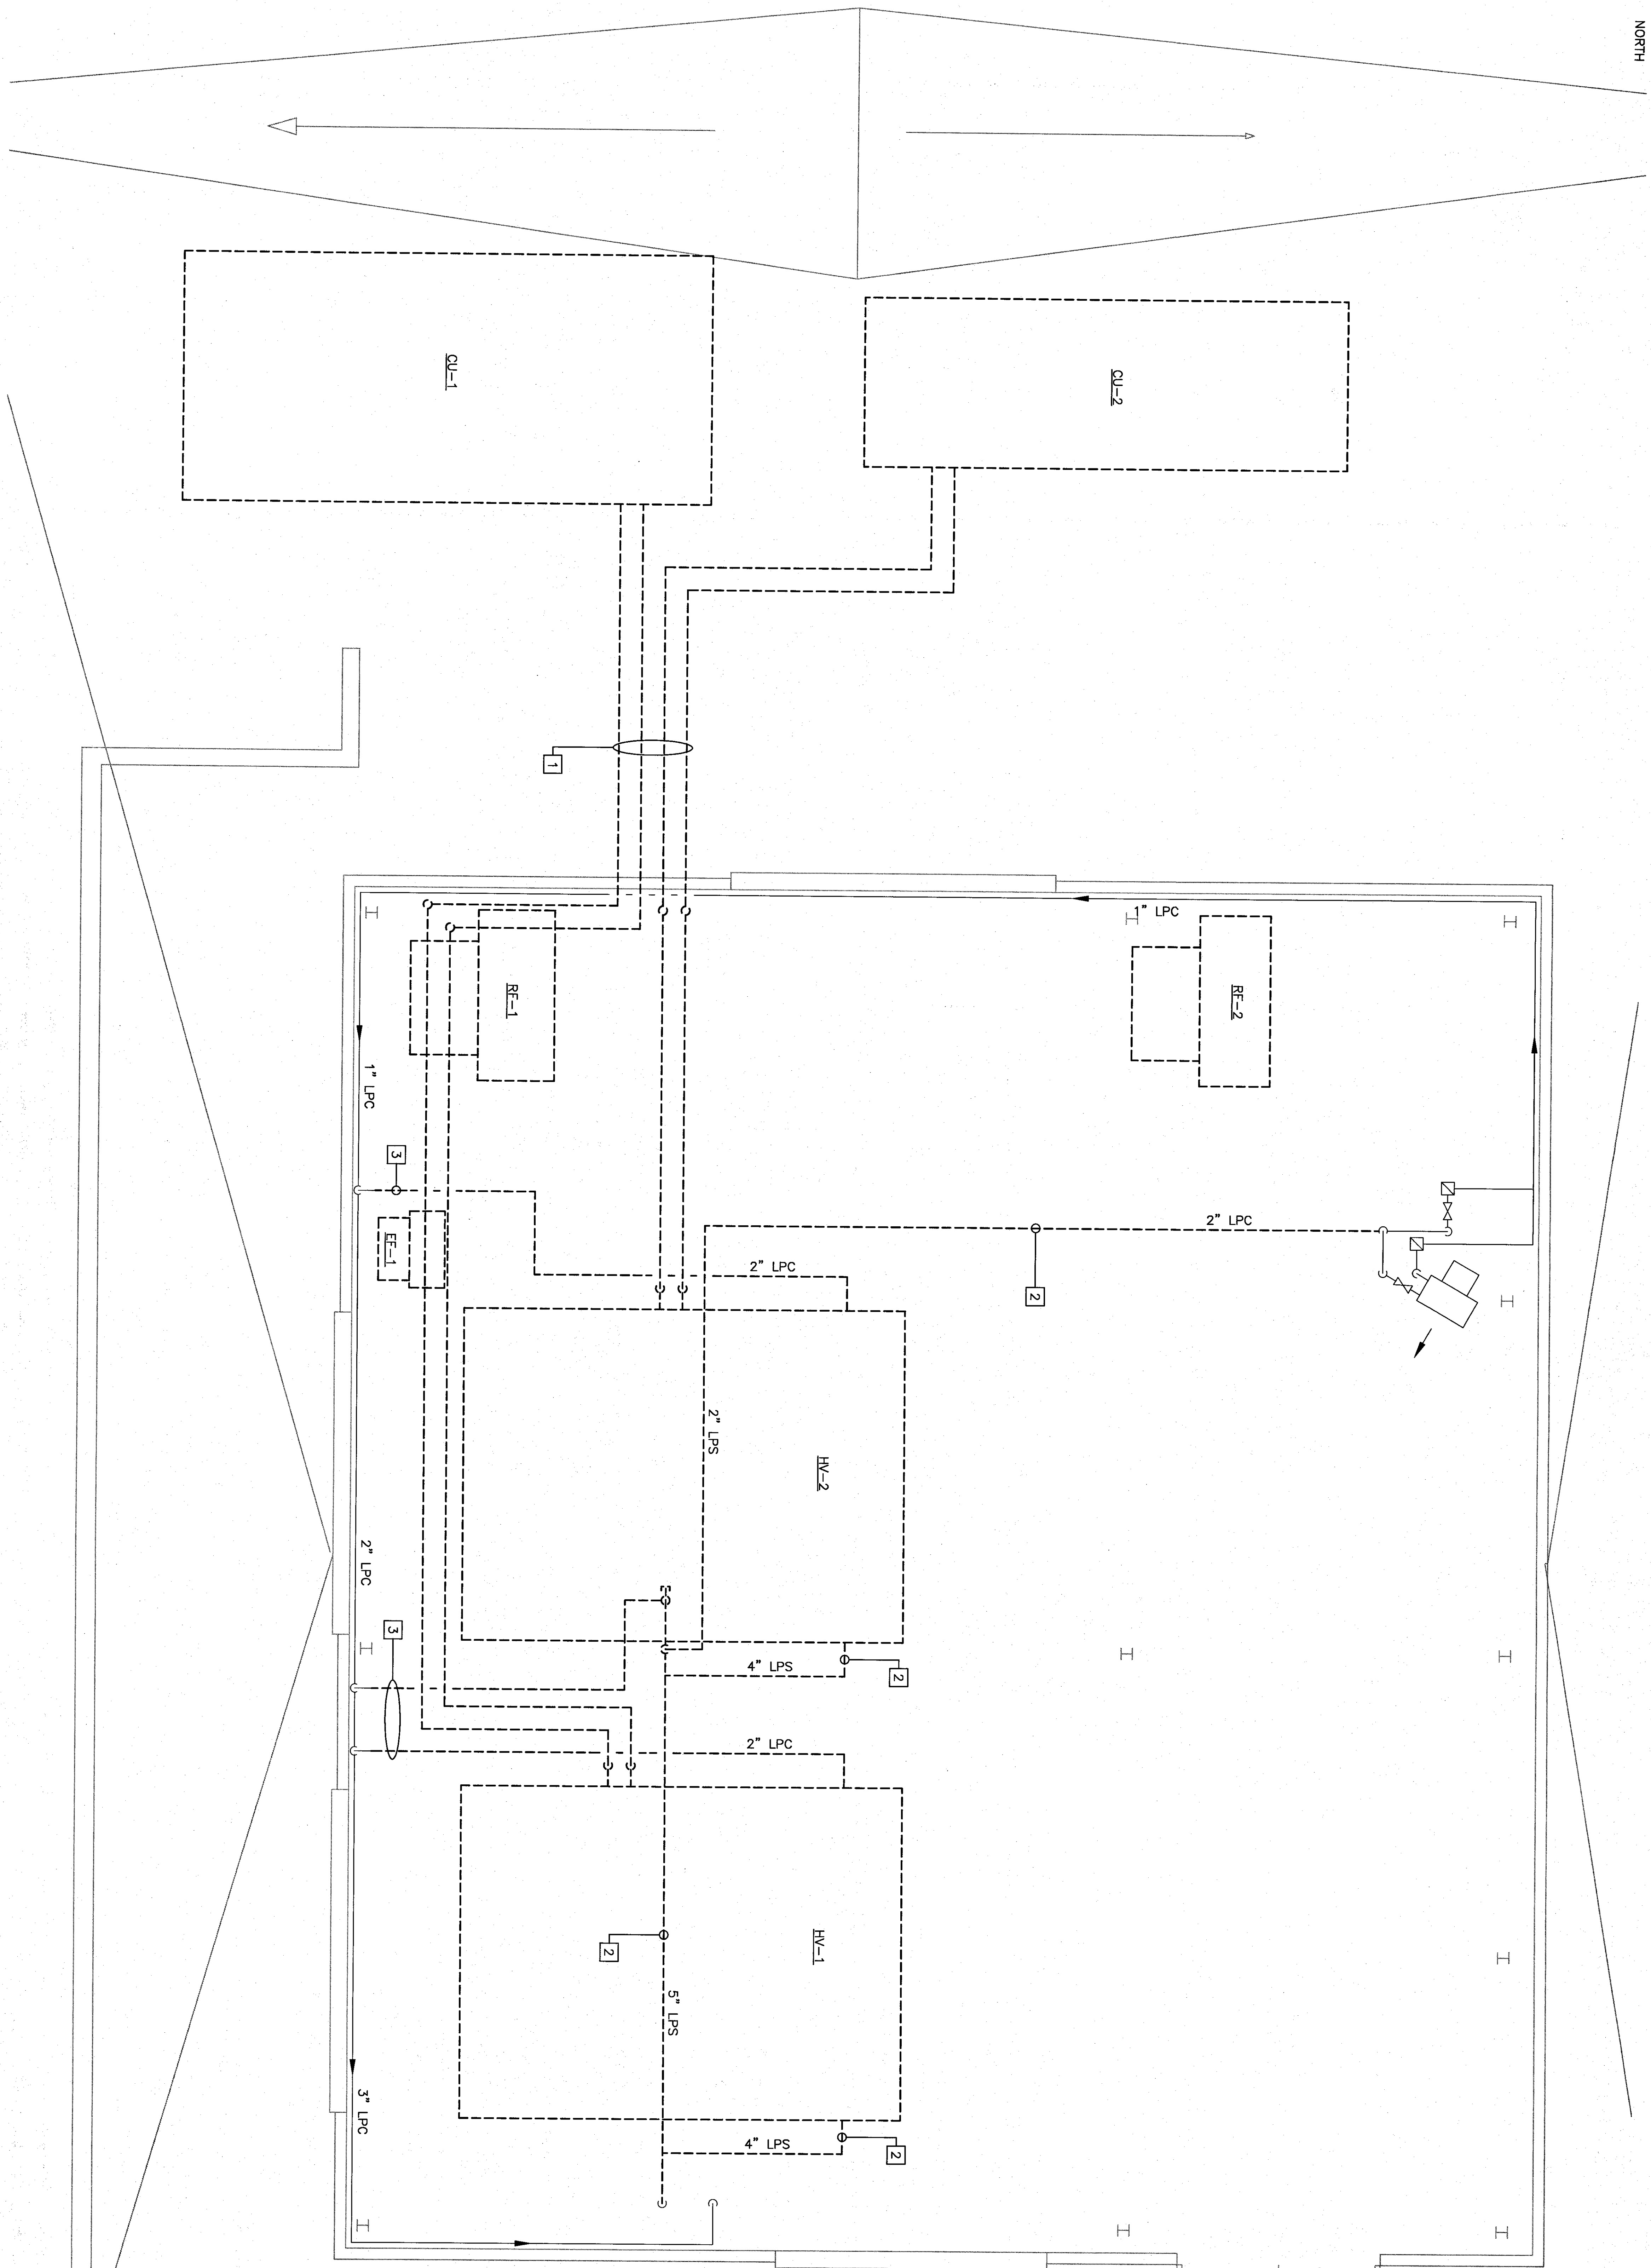 NORTH
CU-1
CU-2
1
1" LPC
RF-1
RF-2
1" LPC
3
2" LPC
2" LPC
2
EF-1
2" LPS
HV-2
2" LPC
3
4" LPS
2
2" LPC
2
HV-1
5" LPS
3" LPC
4" LPS
2